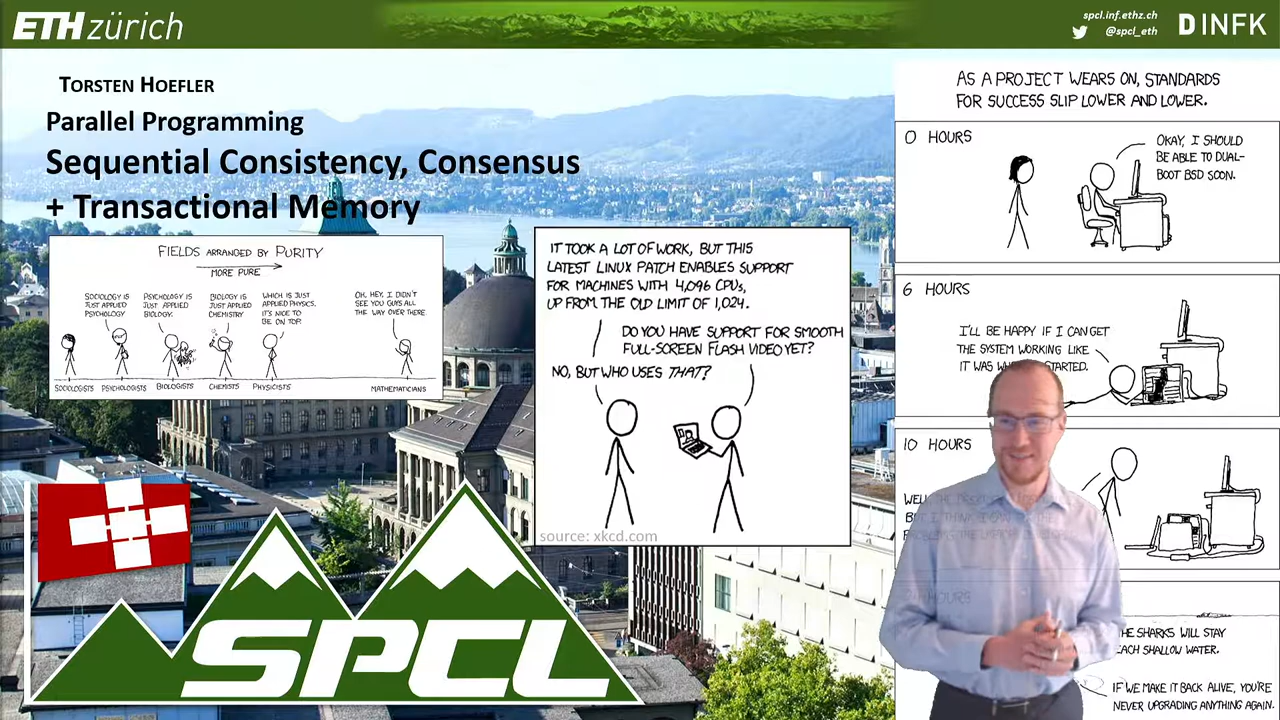 ETH zürich
spcl.inf.ethz.ch
@spcl_eth
D INFK
TORSTEN HOEFLER
Parallel Programming
Sequential Consistency, Consensus
+ Transactional Memory
FIELDS ARRANGED BY PURITY
MORE PURE
SOCIOLOGY IS
JUST APPLIED
PSYCHOLOGY
PSYCHOLOGY IS
JUST APPLIED
BIOLOGY.
BIOLOGY IS
JUST APPLIED
CHEMISTRY
WHICH IS JUST
APPLIED PHYSICS.
IT'S NICE TO
BE ON TOP.
OH, HEY, I DIDN'T
SEE YOU GUYS ALL
THE WAY OVER THERE.
SOCIOLOGISTS
PSYCHOLOGISTS
BIOLOGISTS
CHEMISTS
PHYSICISTS
MATHEMATICIANS
IT TOOK A LOT OF WORK, BUT THIS
LATEST LINUX PATCH ENABLES SUPPORT
FOR MACHINES WITH 4,096 CPUs,
UP FROM THE OLD LIMIT OF 1,024.
DO YOU HAVE SUPPORT FOR SMOOTH
FULL-SCREEN FLASH VIDEO YET?
NO, BUT WHO USES THAT?
source: xkcd.com
SPCL
AS A PROJECT WEARS ON, STANDARDS
FOR SUCCESS SLIP LOWER AND LOWER.
0 HOURS
OKAY, I SHOULD
BE ABLE TO DUAL-
BOOT BSD SOON.
6 HOURS
I'LL BE HAPPY IF I CAN GET
THE SYSTEM WORKING LIKE
IT WAS STARTED.
10 HOURS
WELL,
BUT I THINK I CAN
HOURS
THE SHARKS WILL STAY
SHALLOW WATER.
IF WE MAKE IT BACK ALIVE, YOU'RE
NEVER UPGRADING ANYTHING AGAIN.